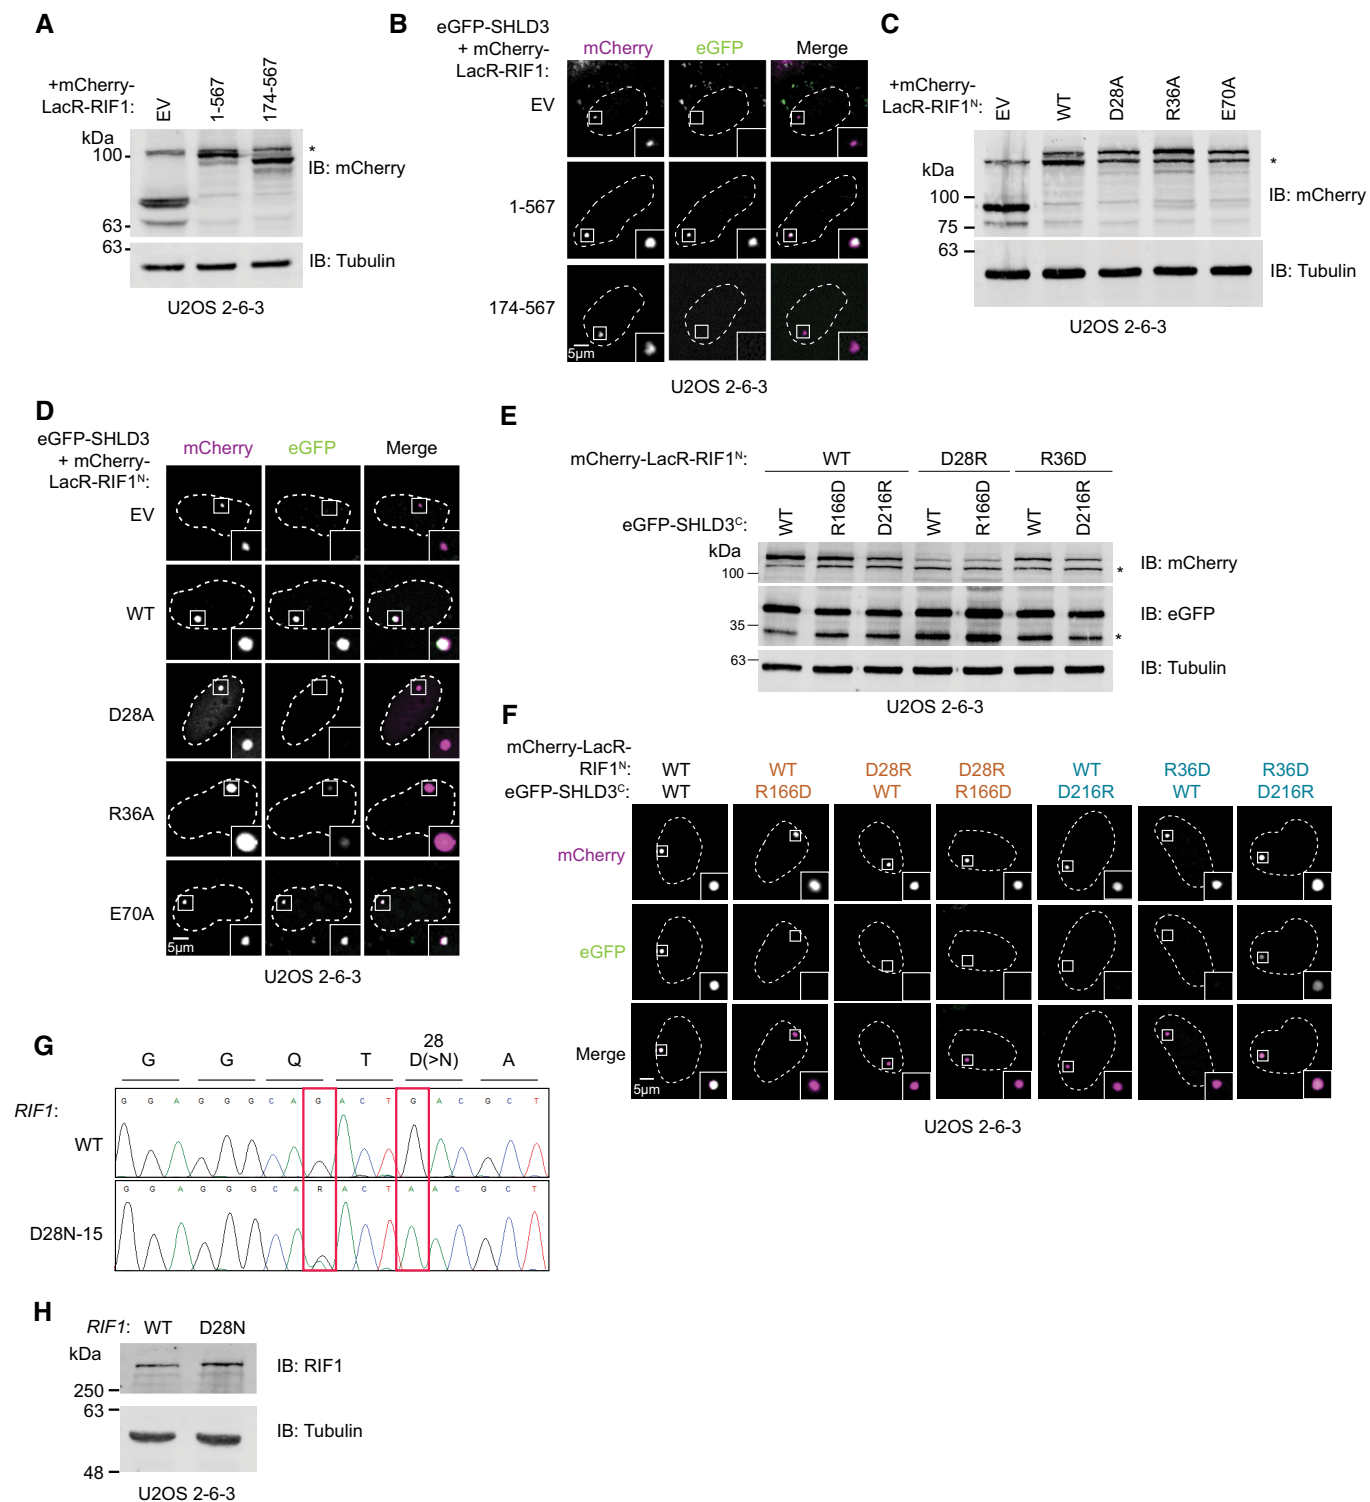 A
+mCherry-
LacR-RIF1:
EV
1-567
174-567
kDa
100
*
IB: mCherry
63
63
IB: Tubulin
U2OS 2-6-3
B
eGFP-SHLD3
+ mCherry-
LacR-RIF1:
mCherry
eGFP
Merge
EV
1-567
174-567
5µm
U2OS 2-6-3
C
+mCherry-
LacR-RIF1ᴺ:
EV
WT
D28A
R36A
E70A
kDa
*
100
IB: mCherry
75
63
IB: Tubulin
U2OS 2-6-3
D
eGFP-SHLD3
+ mCherry-
LacR-RIF1ᴺ:
mCherry
eGFP
Merge
EV
WT
D28A
R36A
E70A
5µm
U2OS 2-6-3
E
mCherry-LacR-RIF1ᴺ:
WT
D28R
R36D
eGFP-SHLD3ᶜ:
WT
R166D
D216R
WT
R166D
WT
D216R
kDa
100
*
IB: mCherry
IB: eGFP
35
*
63
IB: Tubulin
U2OS 2-6-3
F
mCherry-LacR-
RIF1ᴺ: WT WT D28R D28R WT R36D R36D
eGFP-SHLD3ᶜ: WT R166D WT R166D D216R WT D216R
mCherry
eGFP
Merge
5µm
U2OS 2-6-3
G
28
G G Q T D(>N) A
RIF1:
G G A G G G C A G A C T G A C G C T
WT
G G A G G G C A R A C T A A C G C T
D28N-15
H
RIF1: WT D28N
kDa
IB: RIF1
250
63
IB: Tubulin
48
U2OS 2-6-3